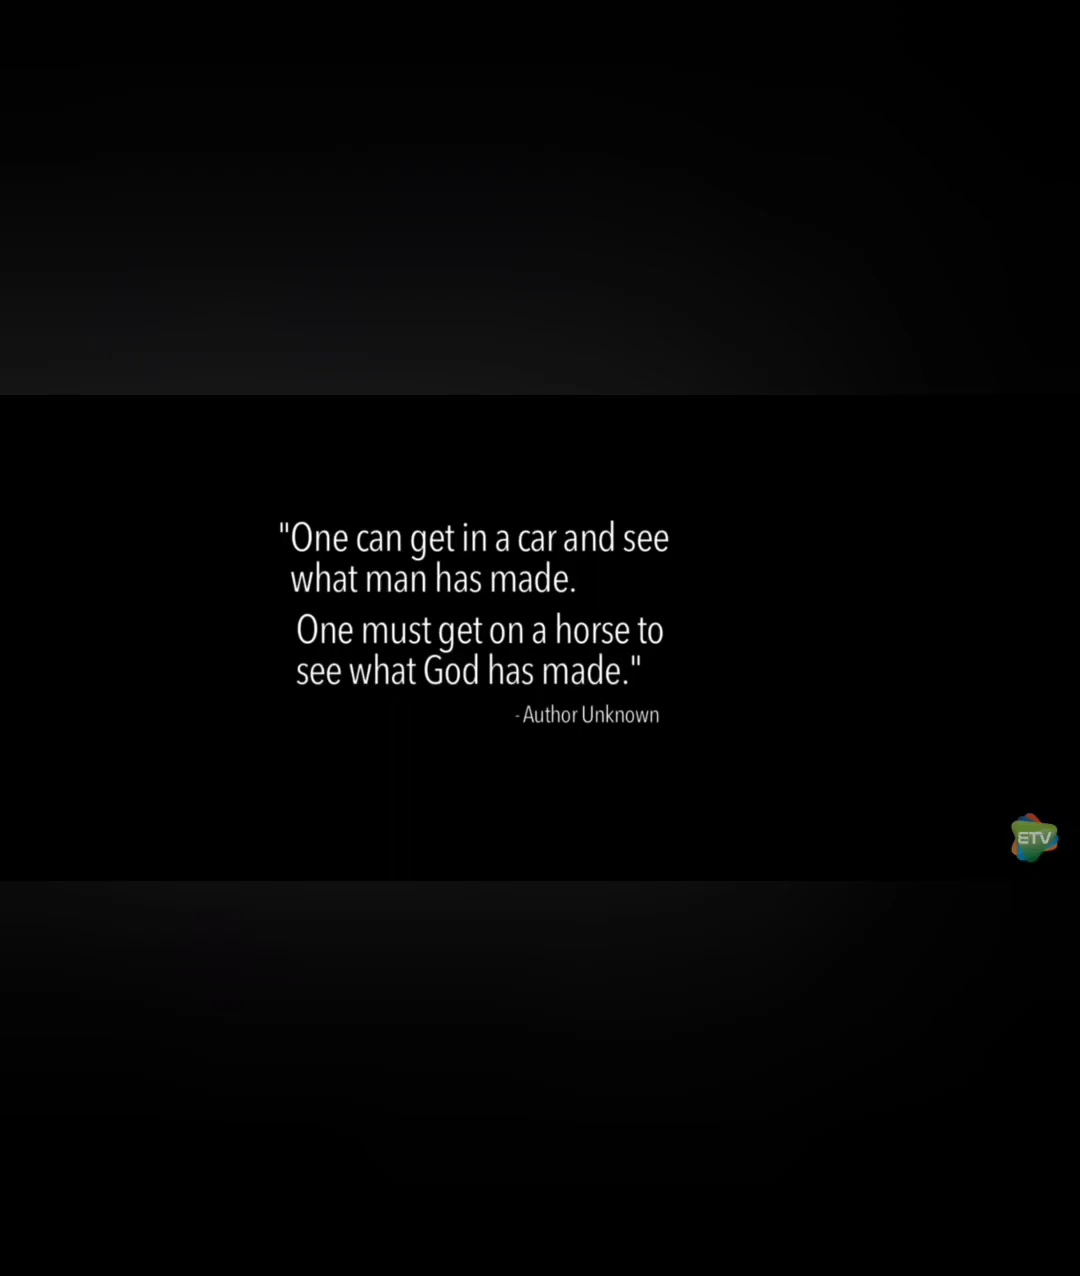 "One can get in a car and see
what man has made.
One must get on a horse to
see what God has made."
- Author Unknown
ETV